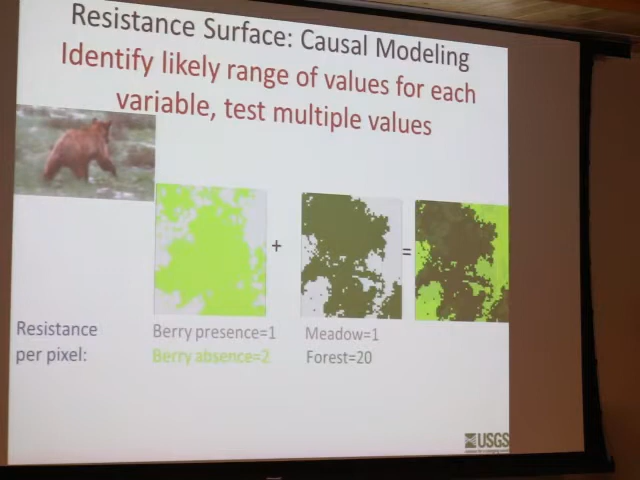 Resistance Surface: Causal Modeling
Identify likely range of values for each
variable, test multiple values
+
=
Resistance
per pixel:
Berry presence=1
Berry absence=2
Meadow=1
Forest=20
USGS